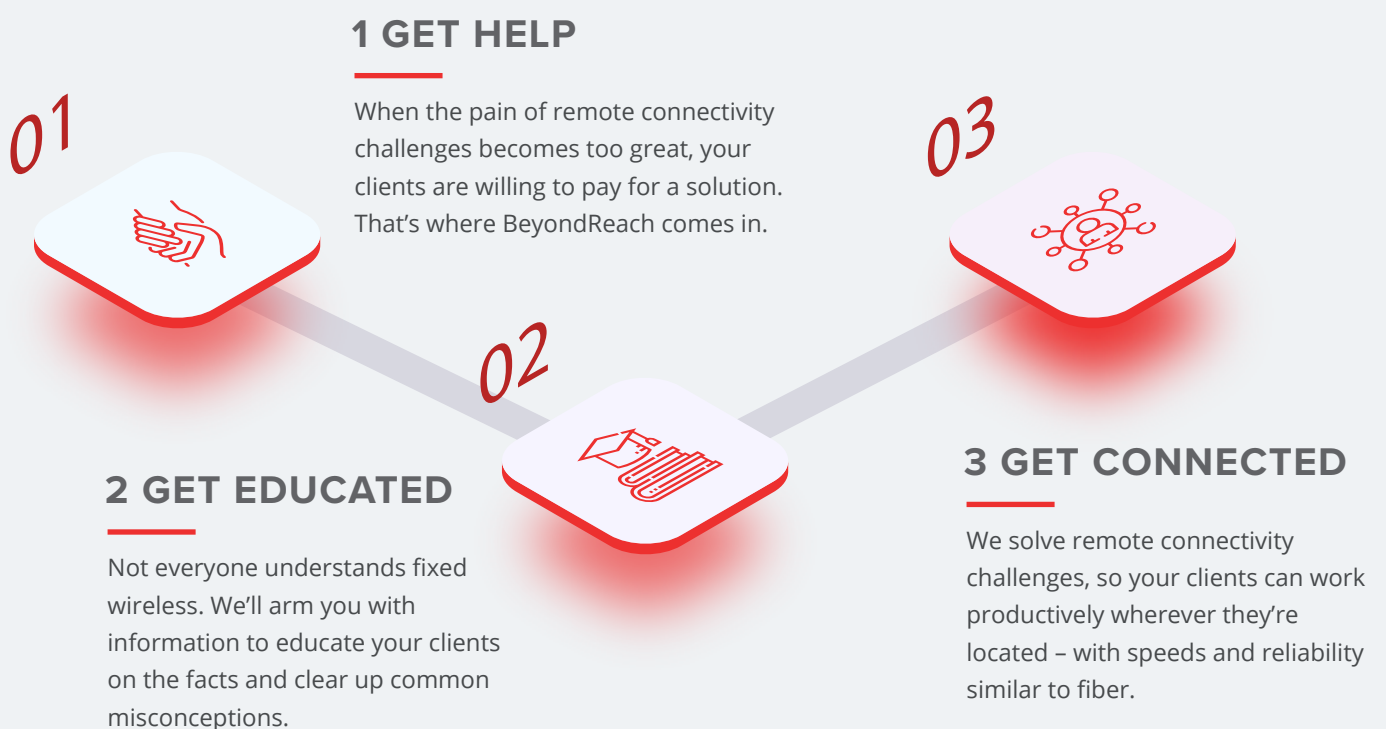 01
1 GET HELP
When the pain of remote connectivity
challenges becomes too great, your
clients are willing to pay for a solution.
That’s where BeyondReach comes in.
02
2 GET EDUCATED
Not everyone understands fixed
wireless. We’ll arm you with
information to educate your clients
on the facts and clear up common
misconceptions.
03
3 GET CONNECTED
We solve remote connectivity
challenges, so your clients can work
productively wherever they’re
located – with speeds and reliability
similar to fiber.